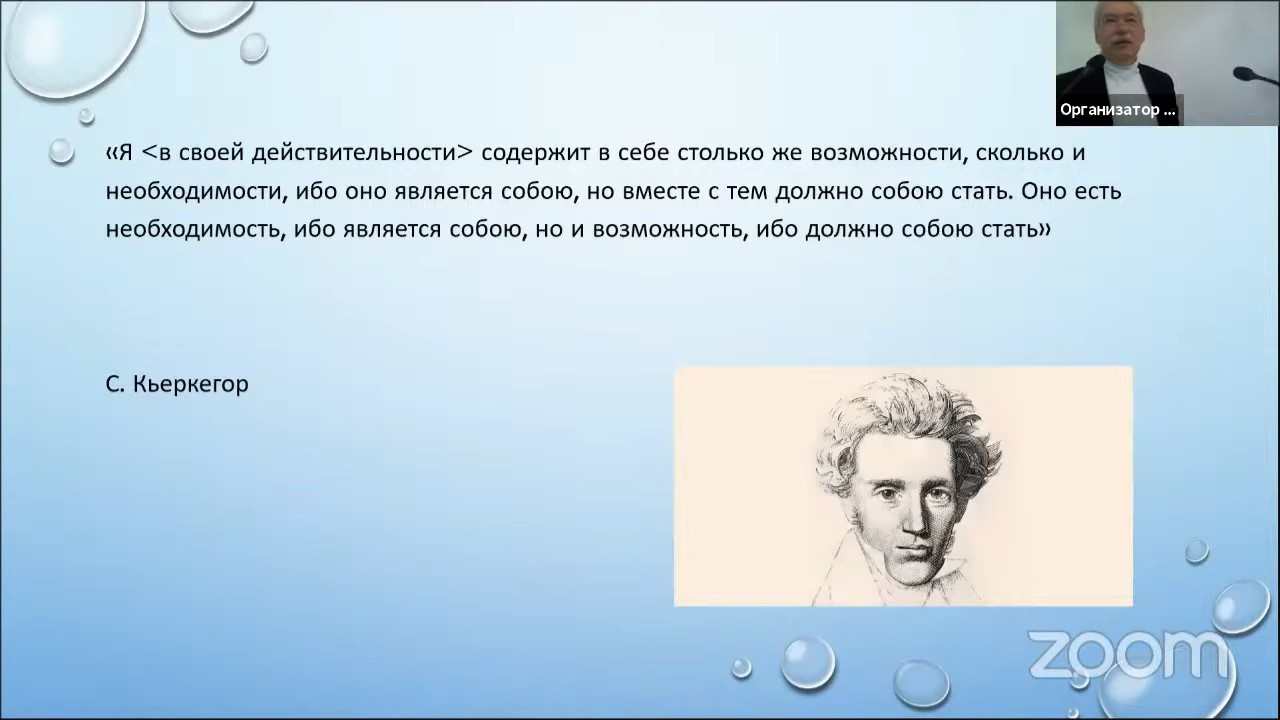 Организатор ...
«Я <в своей действительности> содержит в себе столько же возможности, сколько и
необходимости, ибо оно является собою, но вместе с тем должно собою стать. Оно есть
необходимость, ибо является собою, но и возможность, ибо должно собою стать»
С. Кьеркегор
zoom